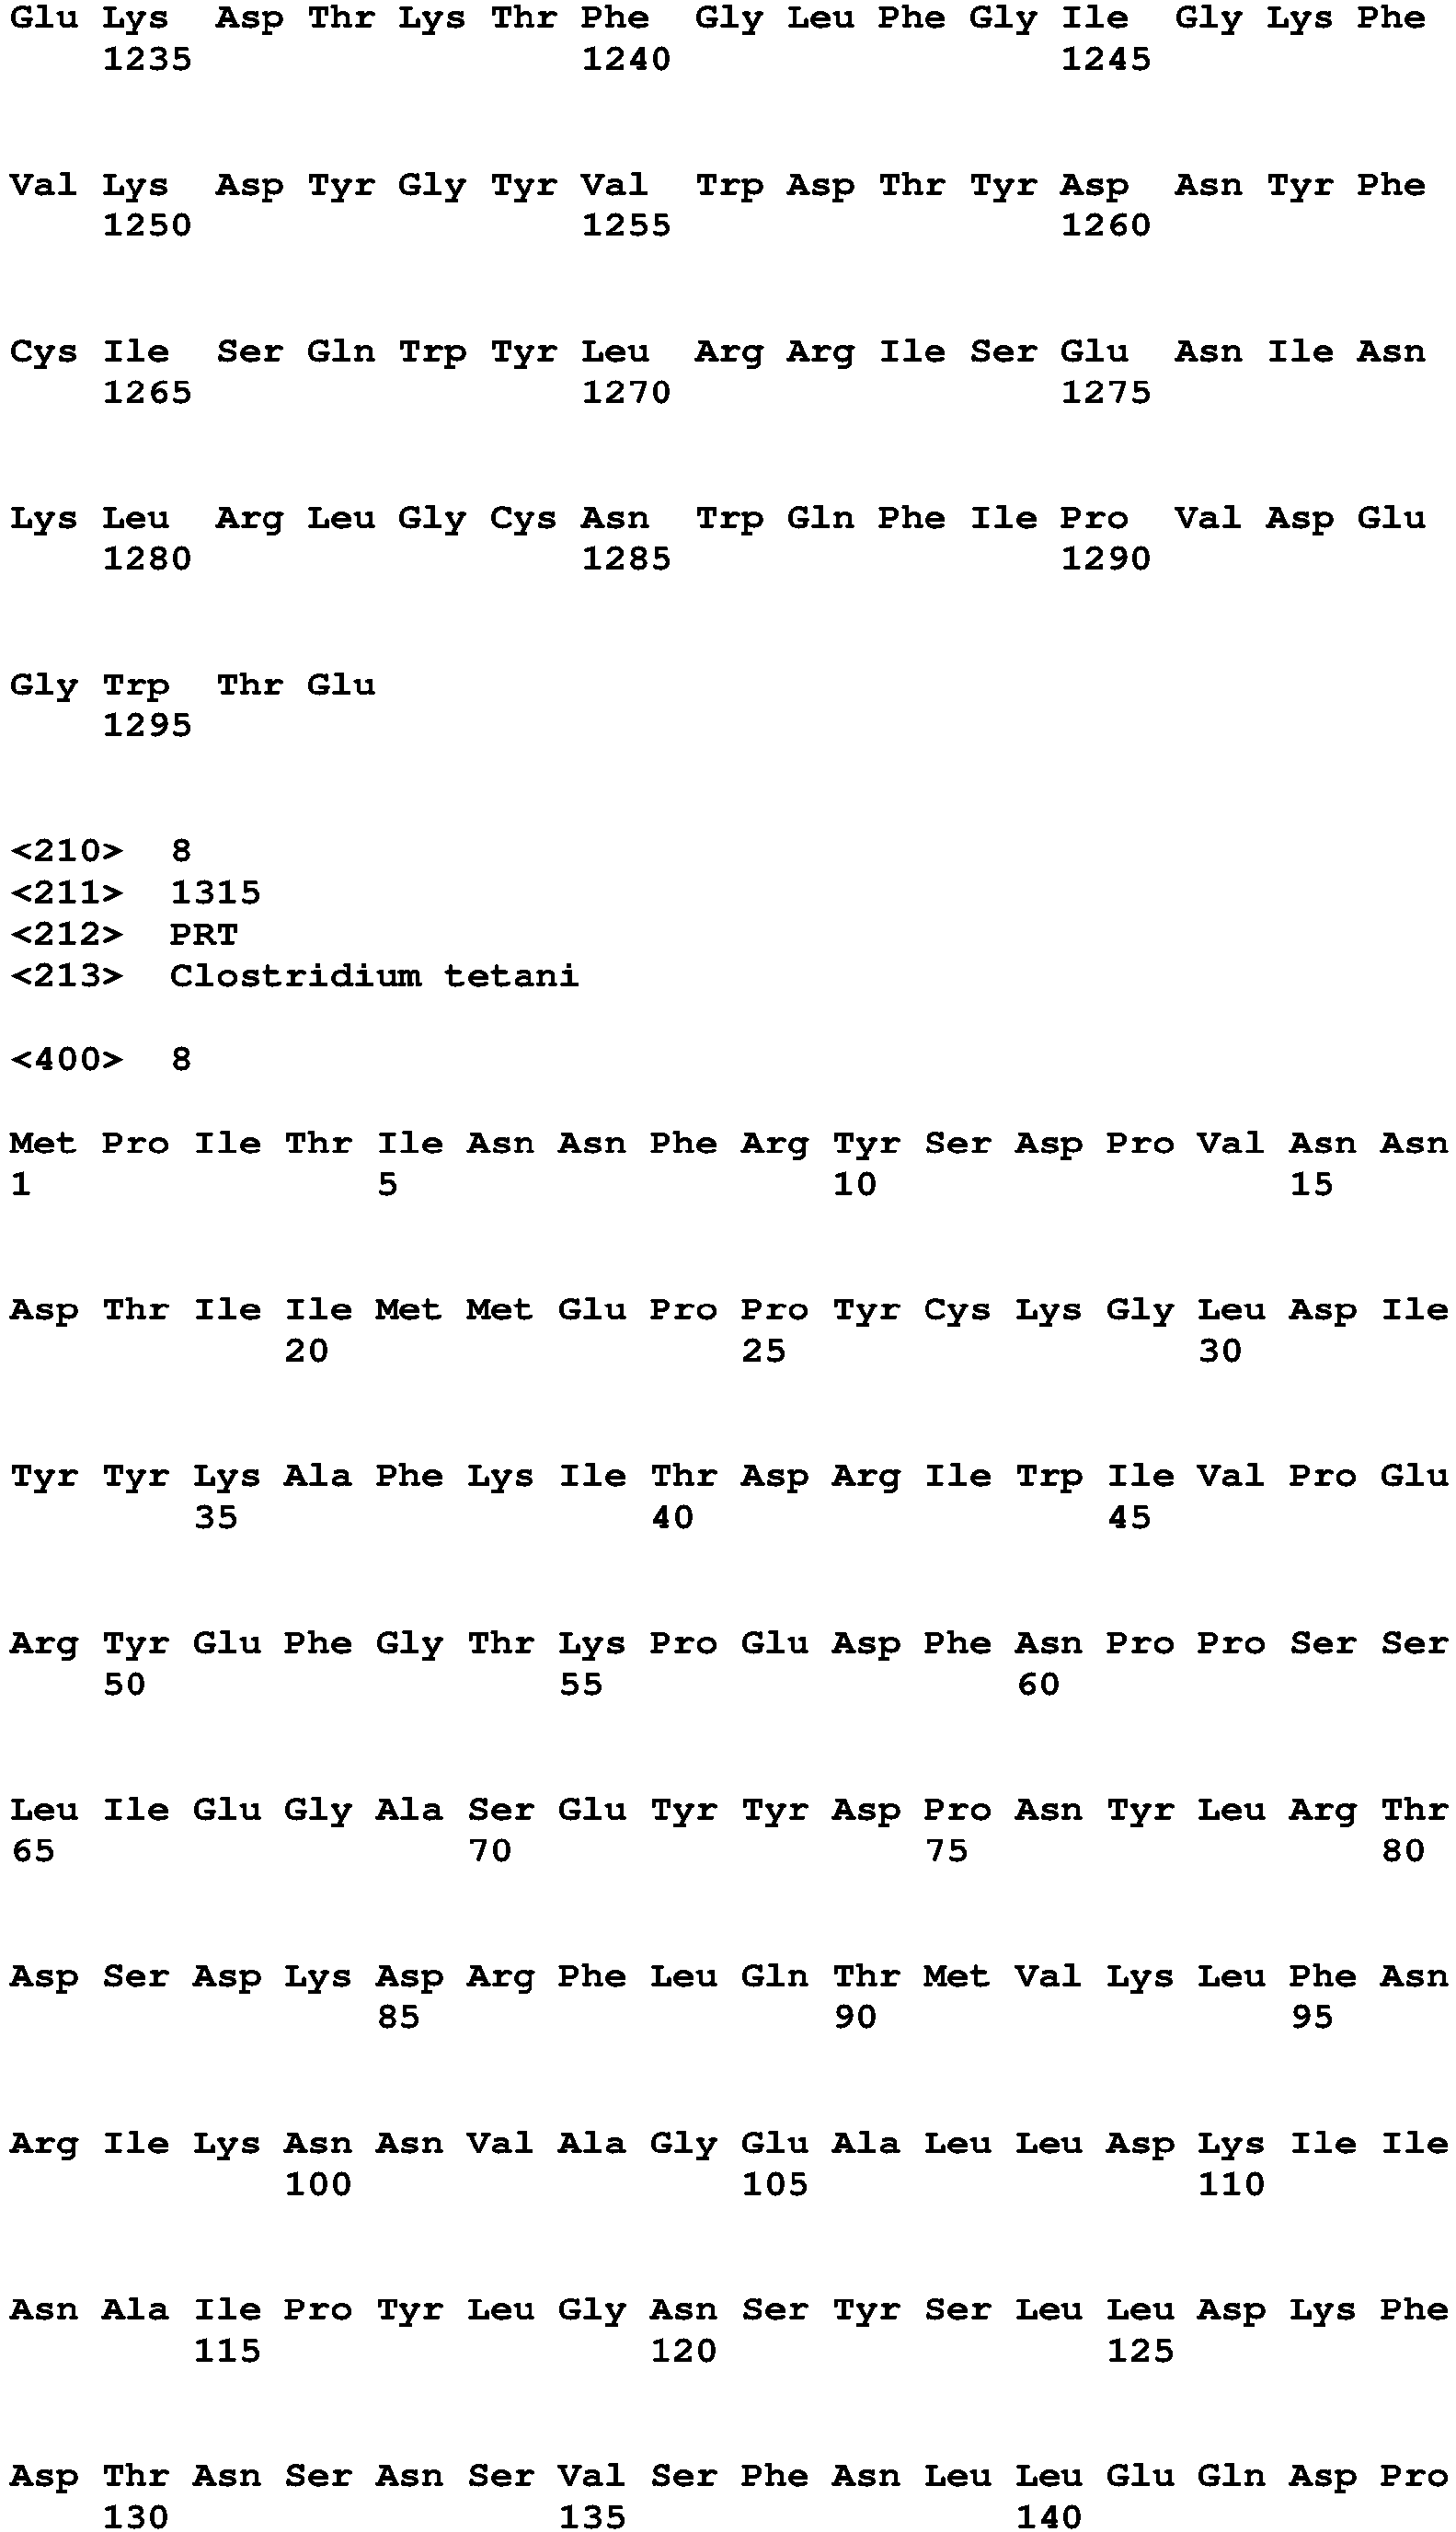 Glu Lys Asp Thr Lys Thr Phe Gly Leu Phe Gly Ile Gly Lys Phe
1235 1240 1245
Val Lys Asp Tyr Gly Tyr Val Trp Asp Thr Tyr Asp Asn Tyr Phe
1250 1255 1260
Cys Ile Ser Gln Trp Tyr Leu Arg Arg Ile Ser Glu Asn Ile Asn
1265 1270 1275
Lys Leu Arg Leu Gly Cys Asn Trp Gln Phe Ile Pro Val Asp Glu
1280 1285 1290
Gly Trp Thr Glu
1295
<210> 8
<211> 1315
<212> PRT
<213> Clostridium tetani
<400> 8
Met Pro Ile Thr Ile Asn Asn Phe Arg Tyr Ser Asp Pro Val Asn Asn
1 5 10 15
Asp Thr Ile Ile Met Met Glu Pro Pro Tyr Cys Lys Gly Leu Asp Ile
20 25 30
Tyr Tyr Lys Ala Phe Lys Ile Thr Asp Arg Ile Trp Ile Val Pro Glu
35 40 45
Arg Tyr Glu Phe Gly Thr Lys Pro Glu Asp Phe Asn Pro Pro Ser Ser
50 55 60
Leu Ile Glu Gly Ala Ser Glu Tyr Tyr Asp Pro Asn Tyr Leu Arg Thr
65 70 75 80
Asp Ser Asp Lys Asp Arg Phe Leu Gln Thr Met Val Lys Leu Phe Asn
85 90 95
Arg Ile Lys Asn Asn Val Ala Gly Glu Ala Leu Leu Asp Lys Ile Ile
100 105 110
Asn Ala Ile Pro Tyr Leu Gly Asn Ser Tyr Ser Leu Leu Asp Lys Phe
115 120 125
Asp Thr Asn Ser Asn Ser Val Ser Phe Asn Leu Leu Glu Gln Asp Pro
130 135 140